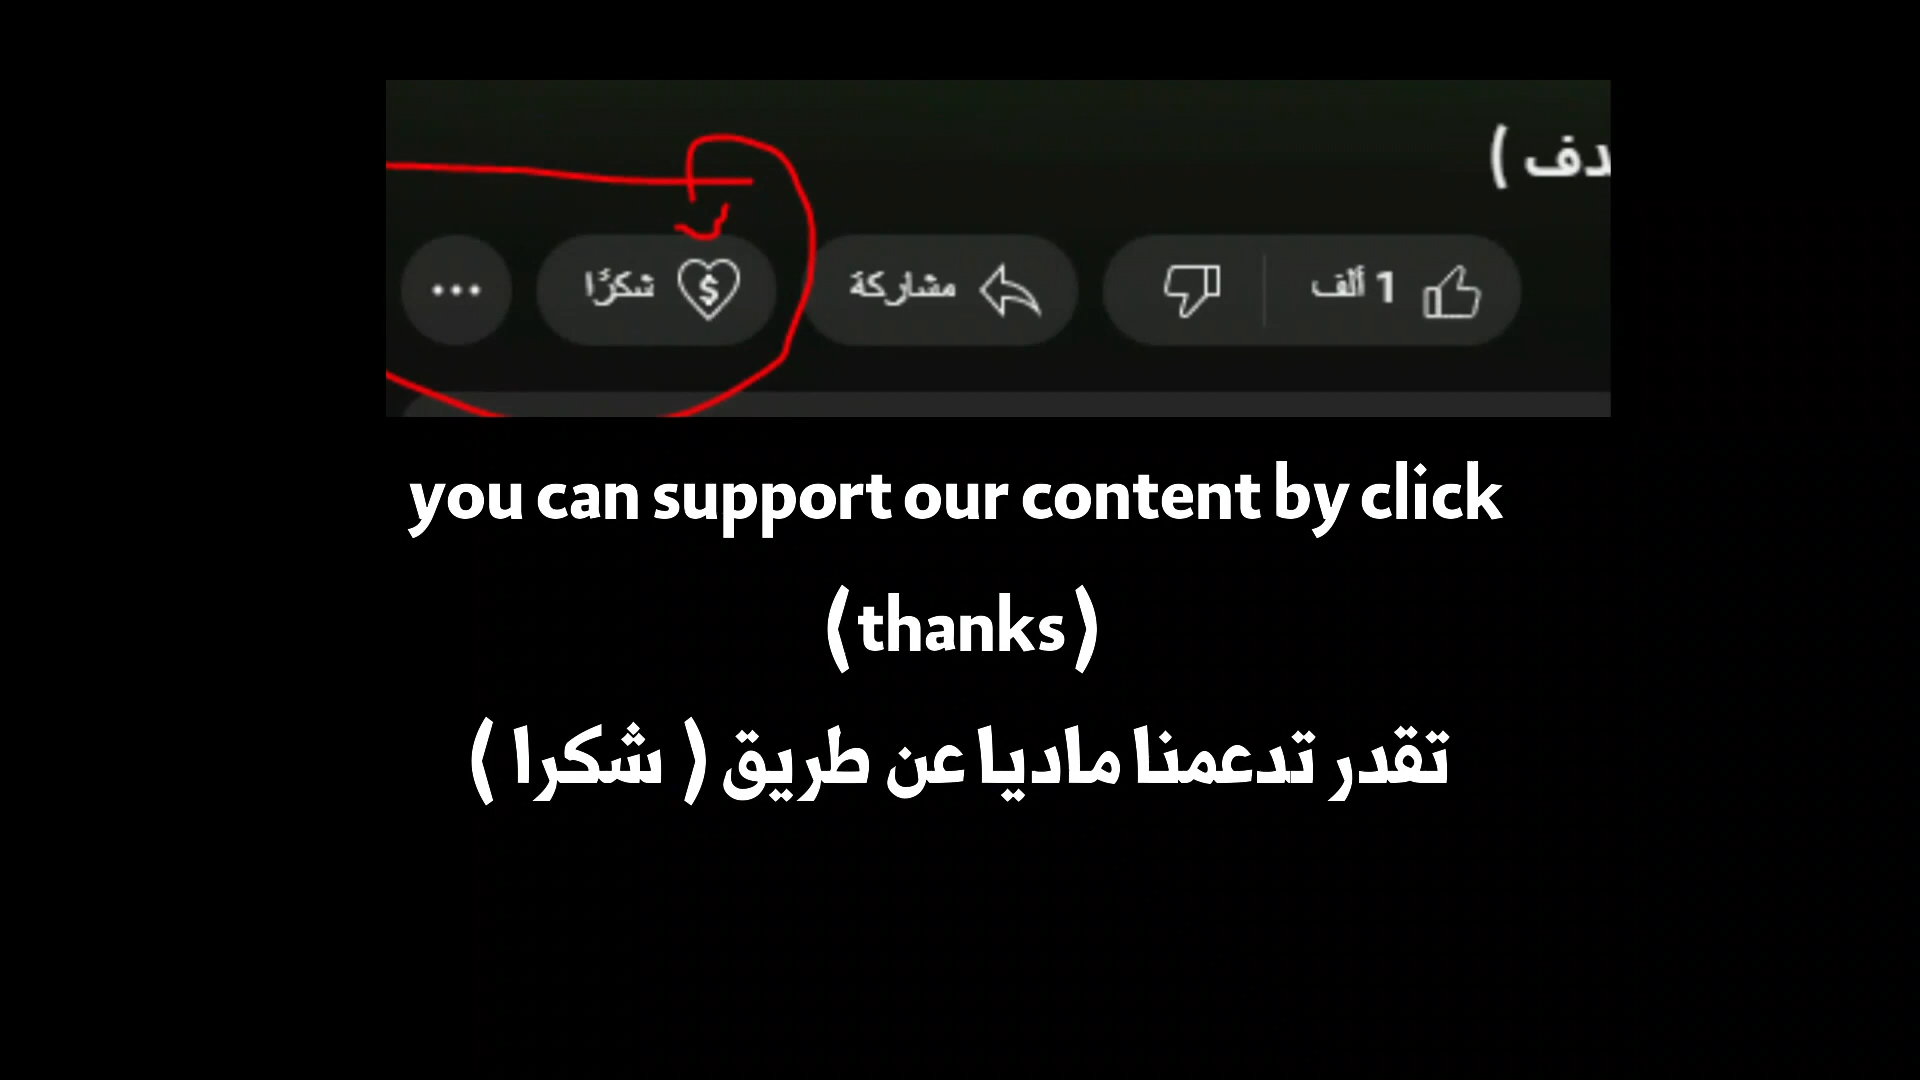 دف )
1 ألف
مشاركة
شكرًا
you can support our content by click
(thanks)
تقدر تدعمنا ماديا عن طريق ( شكرا )